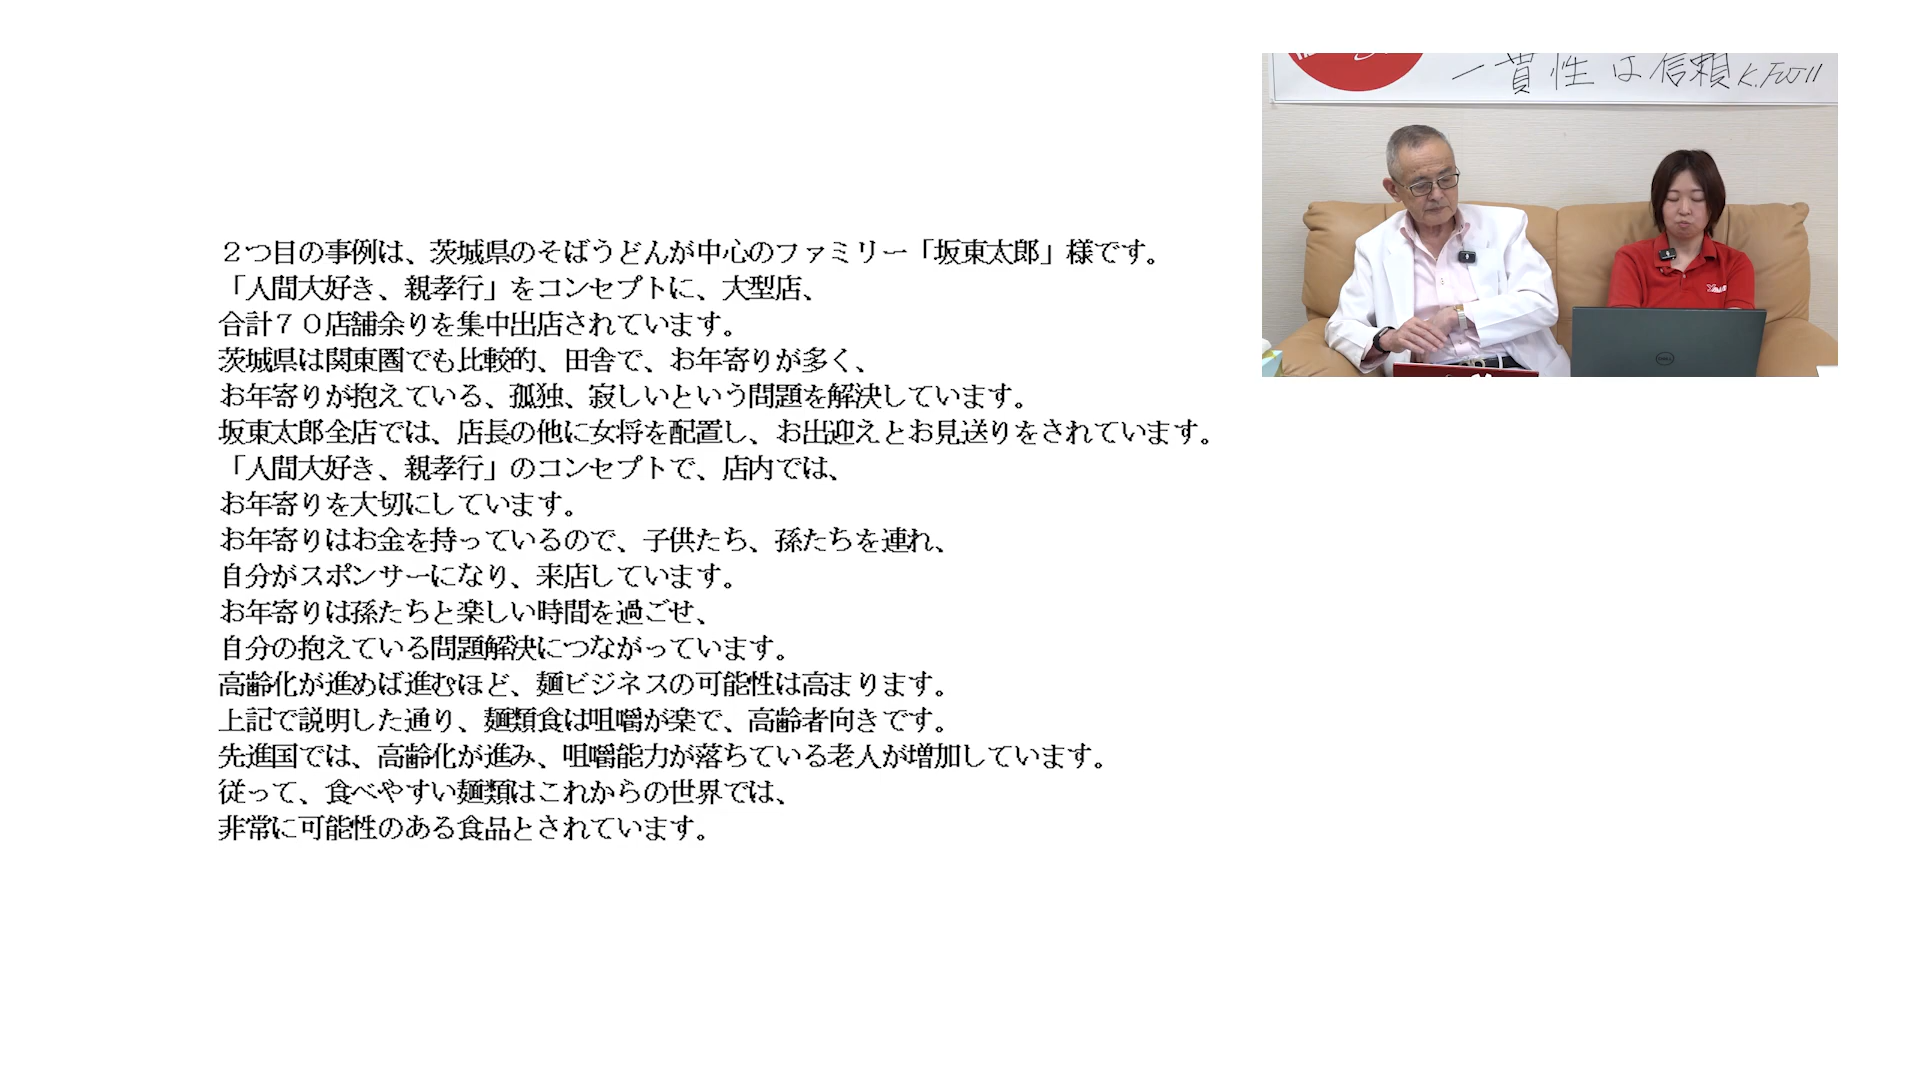 ２つ目の事例は、茨城県のそばうどんが中心のファミリー「坂東太郎」様です。
「人間大好き、親孝行」をコンセプトに、大型店、
合計７０店舗余りを集中出店されています。
茨城県は関東圏でも比較的、田舎で、お年寄りが多く、
お年寄りが抱えている、孤独、寂しいという問題を解決しています。
坂東太郎全店では、店長の他に女将を配置し、お出迎えとお見送りをされています。
「人間大好き、親孝行」のコンセプトで、店内では、
お年寄りを大切にしています。
お年寄りはお金を持っているので、子供たち、孫たちを連れ、
自分がスポンサーになり、来店しています。
お年寄りは孫たちと楽しい時間を過ごせ、
自分の抱えている問題解決につながっています。
高齢化が進めば進むほど、麺ビジネスの可能性は高まります。
上記で説明した通り、麺類食は咀嚼が楽で、高齢者向きです。
先進国では、高齢化が進み、咀嚼能力が落ちている老人が増加しています。
従って、食べやすい麺類はこれからの世界では、
非常に可能性のある食品とされています。
一貫性は信頼 K.FUJII
DELL